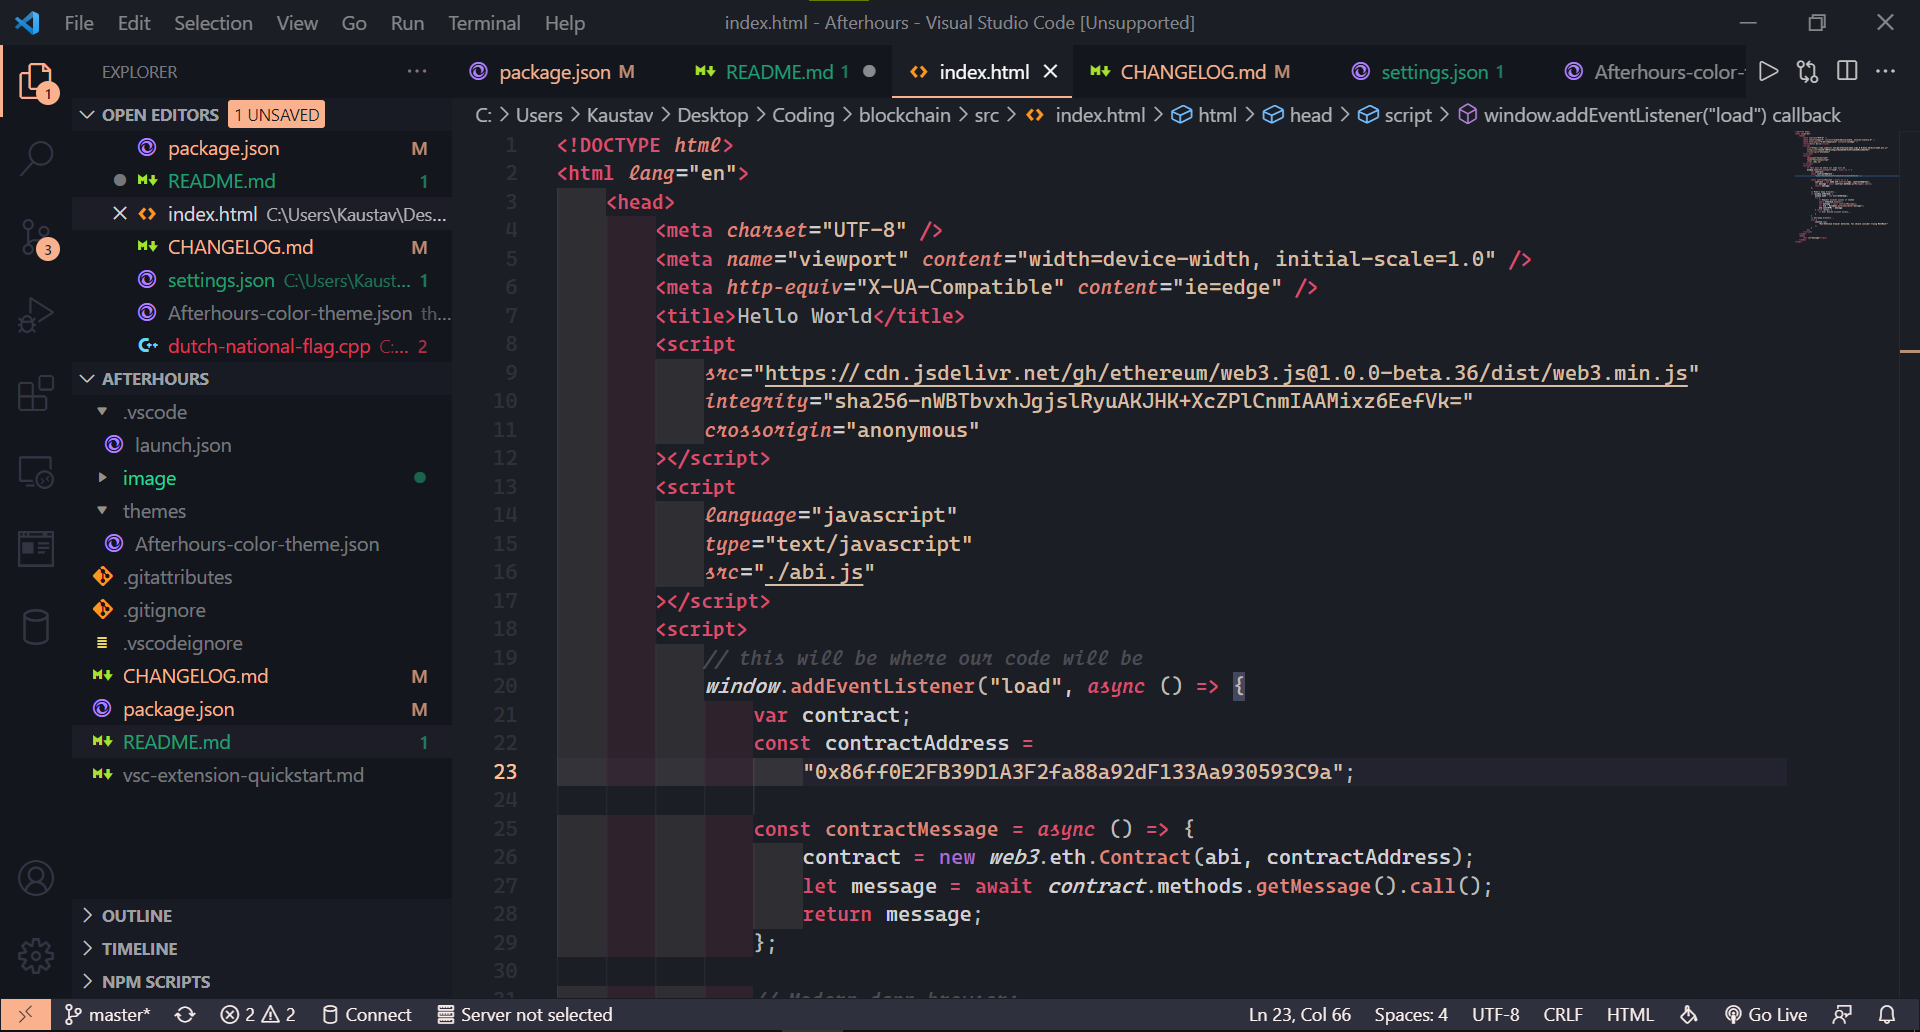 File Edit Selection View Go Run Terminal Help
index.html - Afterhours - Visual Studio Code [Unsupported]
EXPLORER
package.json M
README.md 1
index.html
CHANGELOG.md M
settings.json 1
Afterhours-color-
1
OPEN EDITORS 1 UNSAVED
package.json M
README.md 1
index.html C:\Users\Kaustav\Des...
CHANGELOG.md M
settings.json C:\Users\Kaust... 1
Afterhours-color-theme.json th...
dutch-national-flag.cpp C:... 2
3
AFTERHOURS
.vscode
launch.json
image
themes
Afterhours-color-theme.json
.gitattributes
.gitignore
.vscodeignore
CHANGELOG.md M
package.json M
README.md 1
vsc-extension-quickstart.md
OUTLINE
TIMELINE
NPM SCRIPTS
C: > Users > Kaustav > Desktop > Coding > blockchain > src > index.html > html > head > script > window.addEventListener("load") callback
1 <!DOCTYPE html>
2 <html lang="en">
3 <head>
4 <meta charset="UTF-8" />
5 <meta name="viewport" content="width=device-width, initial-scale=1.0" />
6 <meta http-equiv="X-UA-Compatible" content="ie=edge" />
7 <title>Hello World</title>
8 <script
9 src="https://cdn.jsdelivr.net/gh/ethereum/web3.js@1.0.0-beta.36/dist/web3.min.js"
10 integrity="sha256-nWBTbvxhJgjslRyuAKJHK+XcZPlCnmIAAMixz6EefVk="
11 crossorigin="anonymous"
12 ></script>
13 <script
14 language="javascript"
15 type="text/javascript"
16 src="./abi.js"
17 ></script>
18 <script>
19 // this will be where our code will be
20 window.addEventListener("load", async () => {
21 var contract;
22 const contractAddress =
23 "0x86ff0E2FB39D1A3F2fa88a92dF133Aa930593C9a";
24
25 const contractMessage = async () => {
26 contract = new web3.eth.Contract(abi, contractAddress);
27 let message = await contract.methods.getMessage().call();
28 return message;
29 };
30
master* 2 2 Connect Server not selected Ln 23, Col 66 Spaces: 4 UTF-8 CRLF HTML Go Live